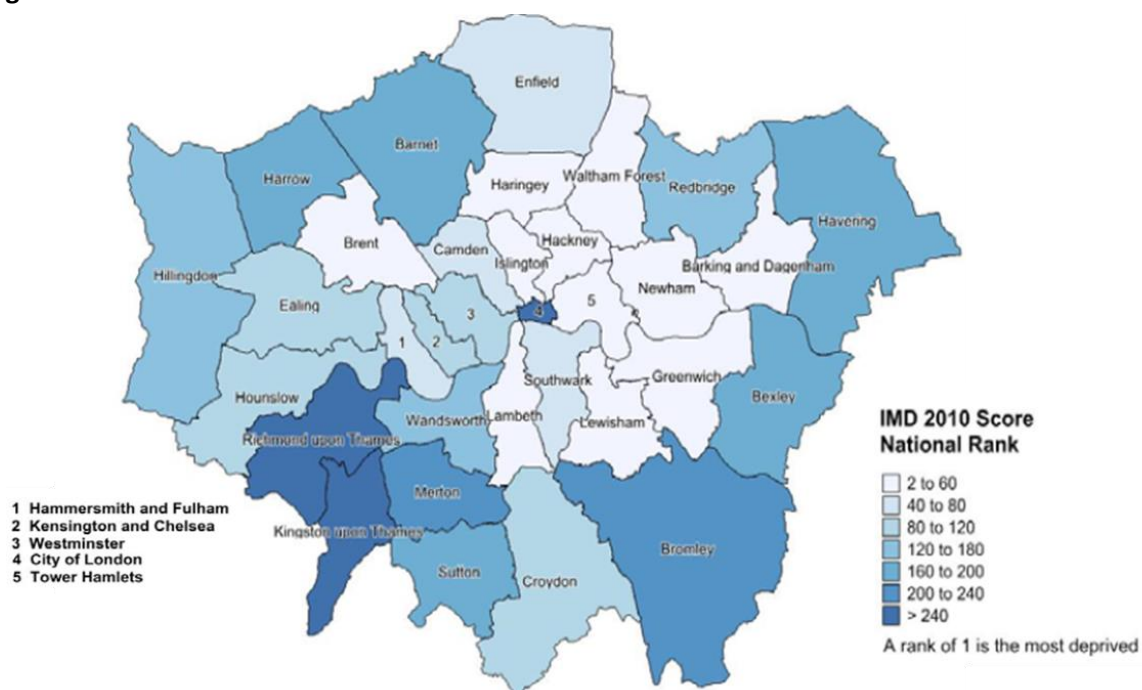 g
Enfield
Barnet
Harrow
Haringey
Waltham Forest
Redbridge
Havering
Brent
Camden
Hackney
Islington
Barking and Dagenham
Hillingdon
Newham
Ealing
5
3
4
1
2
Hounslow
Southwark
Greenwich
Bexley
Wandsworth
Lambeth
Lewisham
Richmond upon Thames
Merton
Kingston upon Thames
Bromley
Sutton
Croydon
1 Hammersmith and Fulham
2 Kensington and Chelsea
3 Westminster
4 City of London
5 Tower Hamlets
IMD 2010 Score
National Rank
2 to 60
40 to 80
80 to 120
120 to 180
160 to 200
200 to 240
> 240
A rank of 1 is the most deprived